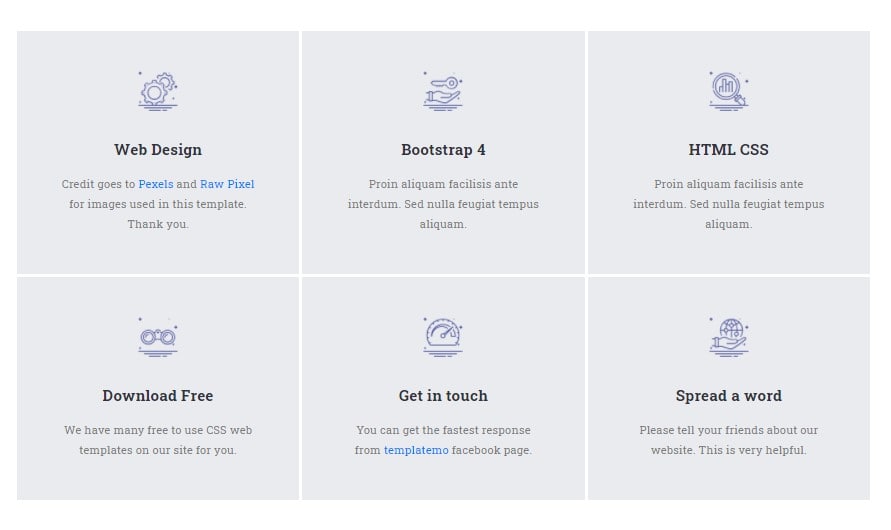 Web Design
Credit goes to Pexels and Raw Pixel
for images used in this template.
Thank you.
Bootstrap 4
Proin aliquam facilisis ante
interdum. Sed nulla feugiat tempus
aliquam.
HTML CSS
Proin aliquam facilisis ante
interdum. Sed nulla feugiat tempus
aliquam.
Download Free
We have many free to use CSS web
templates on our site for you.
Get in touch
You can get the fastest response
from templatemo facebook page.
Spread a word
Please tell your friends about our
website. This is very helpful.